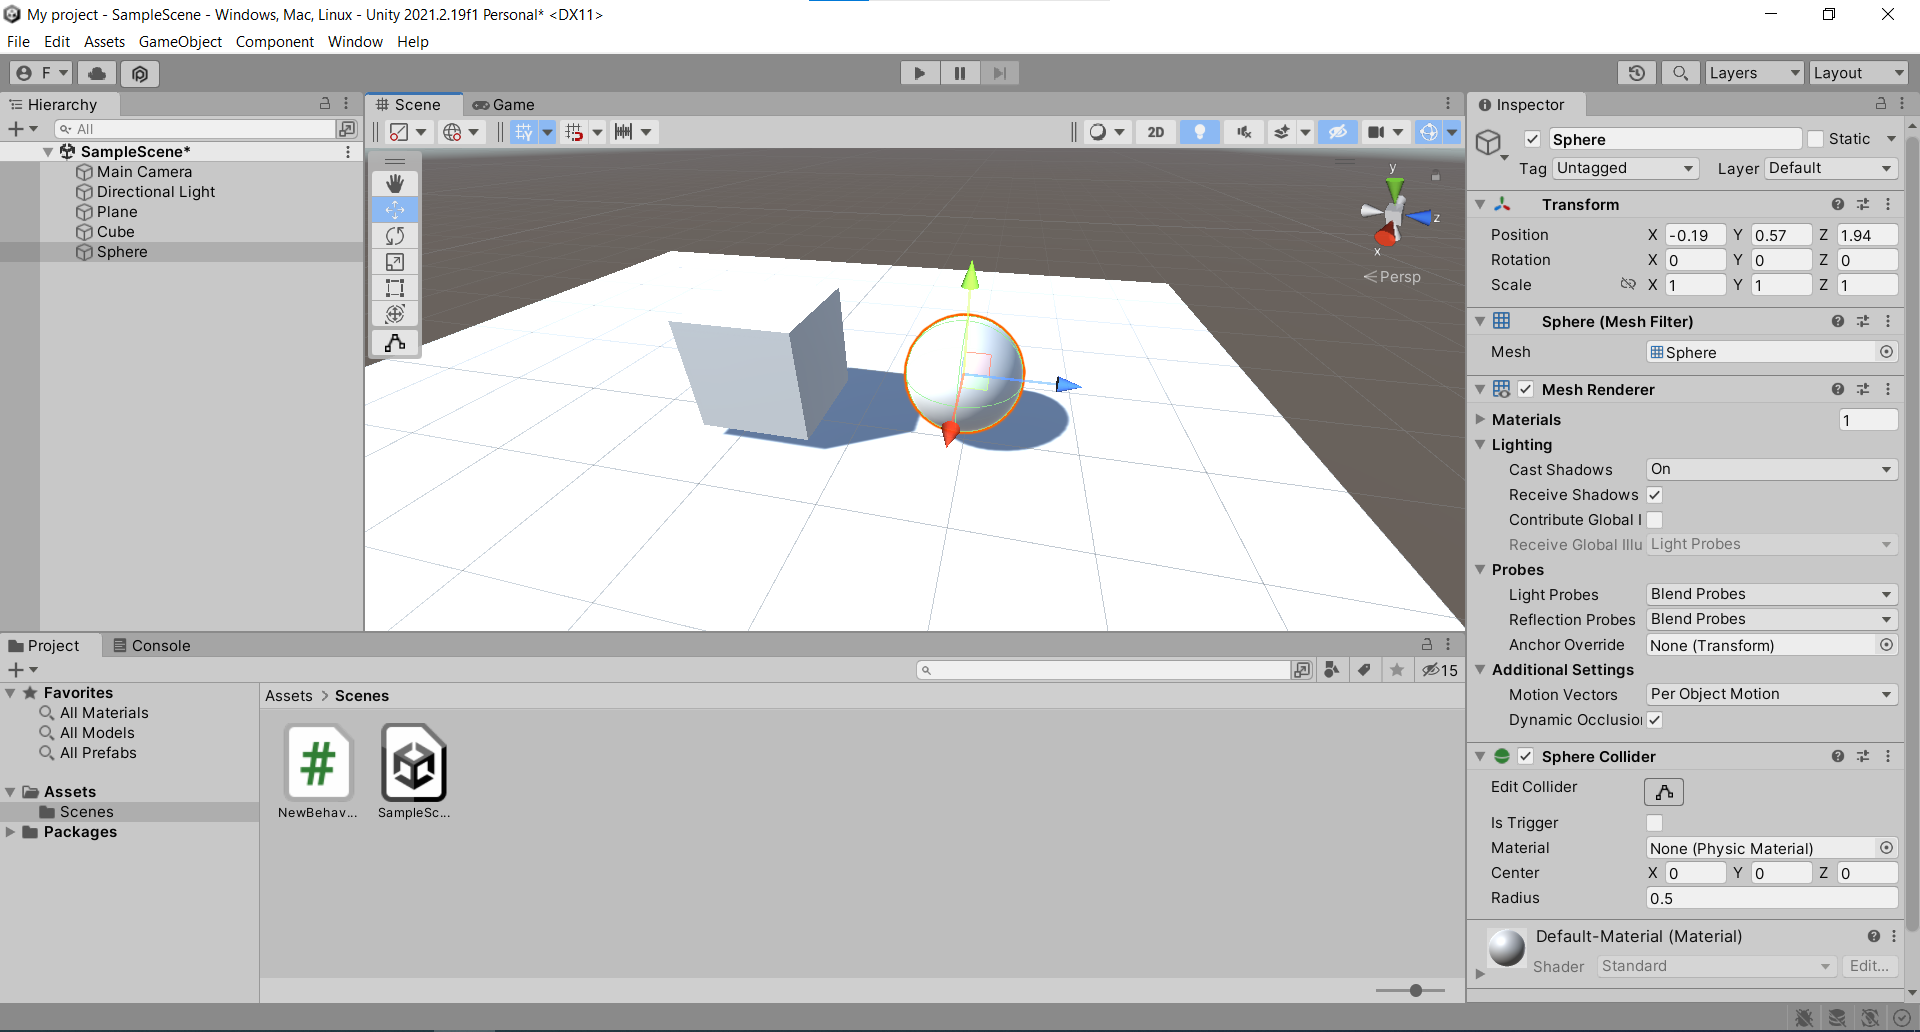 My project - SampleScene - Windows, Mac, Linux - Unity 2021.2.19f1 Personal* <DX11>
File Edit Assets GameObject Component Window Help
F
Layers Layout
Hierarchy
All
SampleScene*
Main Camera
Directional Light
Plane
Cube
Sphere
Scene Game
2D
y
z
x
Persp
Inspector
Sphere Static
Tag Untagged Layer Default
Transform
Position X -0.19 Y 0.57 Z 1.94
Rotation X 0 Y 0 Z 0
Scale X 1 Y 1 Z 1
Sphere (Mesh Filter)
Mesh Sphere
Mesh Renderer
Materials 1
Lighting
Cast Shadows On
Receive Shadows
Contribute Global I
Receive Global Illu Light Probes
Probes
Light Probes Blend Probes
Reflection Probes Blend Probes
Anchor Override None (Transform)
Additional Settings
Motion Vectors Per Object Motion
Dynamic Occlusio
Sphere Collider
Edit Collider
Is Trigger
Material None (Physic Material)
Center X 0 Y 0 Z 0
Radius 0.5
Default-Material (Material)
Shader Standard Edit...
Project Console
15
Favorites
All Materials
All Models
All Prefabs
Assets
Scenes
Packages
Assets > Scenes
NewBehav... SampleSc...